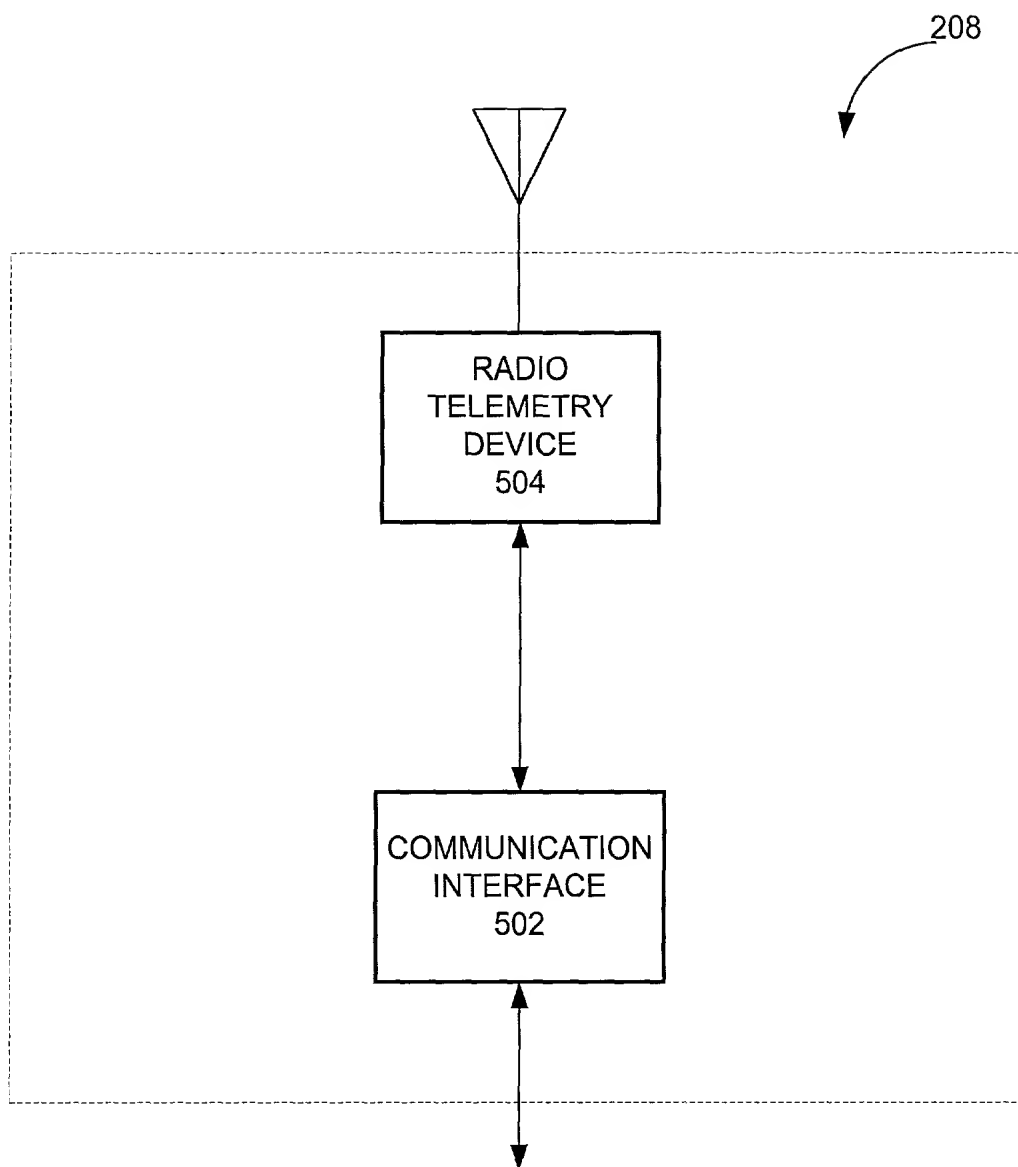 208
RADIO
TELEMETRY
DEVICE
504
COMMUNICATION
INTERFACE
502